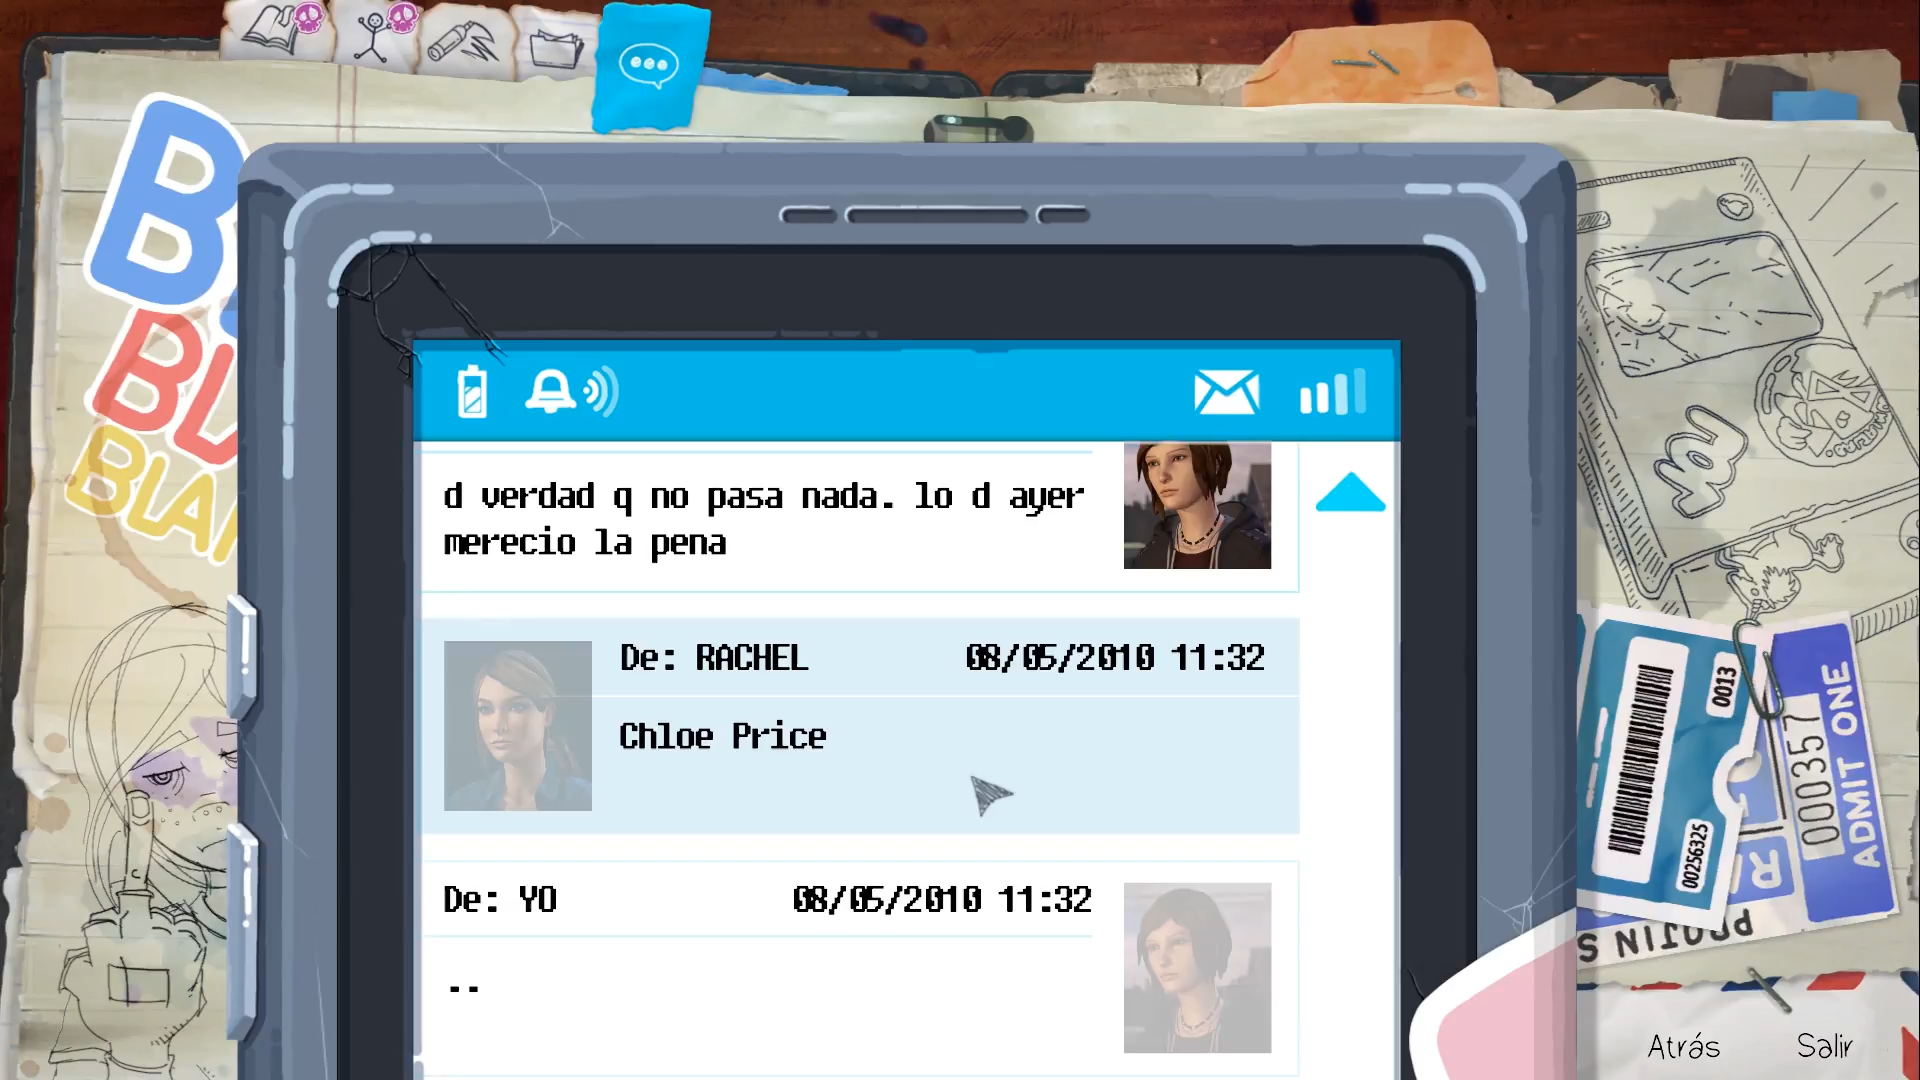 d verdad q no pasa nada. lo d ayer
merecio la pena
De: RACHEL 08/05/2010 11:32
Chloe Price
De: YO 08/05/2010 11:32
..
0013
00256325
000357
ADMIT ONE
Atrás
Salir